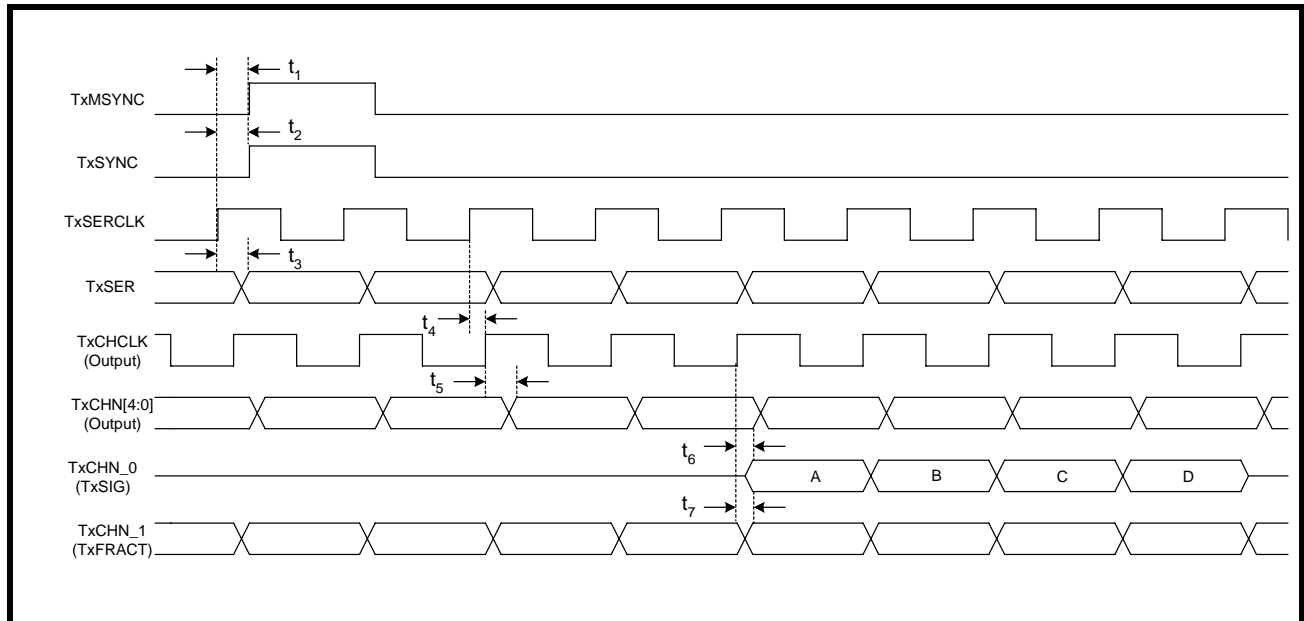 t1
TxMSYNC
t2
TxSYNC
TxSERCLK
t3
TxSER
t4
TxCHCLK
(Output)
t5
TxCHN[4:0]
(Output)
t6
TxCHN_0
(TxSIG)
A B C D
t7
TxCHN_1
(TxFRACT)